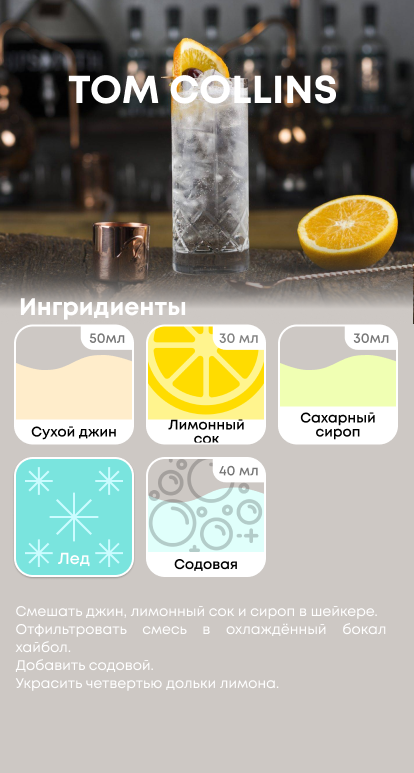 TOM COLLINS
Ингридиенты
50мл
30 мл
30мл
Сухой джин
Лимонный
сок
Сахарный
сироп
40 мл
Лед
Содовая
Смешать джин, лимонный сок и сироп в шейкере.
Отфильтровать смесь в охлаждённый бокал
хайбол.
Добавить содовой.
Украсить четвертью дольки лимона.